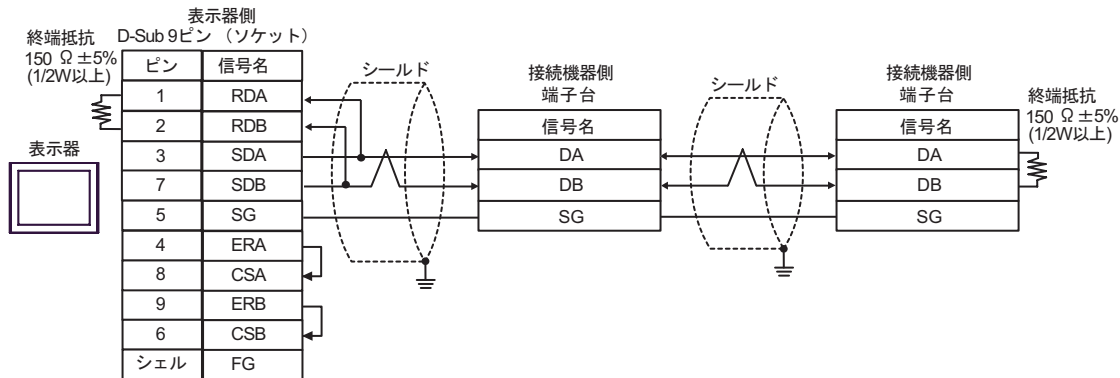 表示器側
D-Sub 9ピン （ソケット）
終端抵抗
150 Ω ±5%
(1/2W以上)
ピン 信号名
1 RDA
2 RDB
3 SDA
7 SDB
5 SG
4 ERA
8 CSA
9 ERB
6 CSB
シェル FG
表示器
シールド
接続機器側
端子台
信号名
DA
DB
SG
シールド
接続機器側
端子台
信号名
DA
DB
SG
終端抵抗
150 Ω ±5%
(1/2W以上)